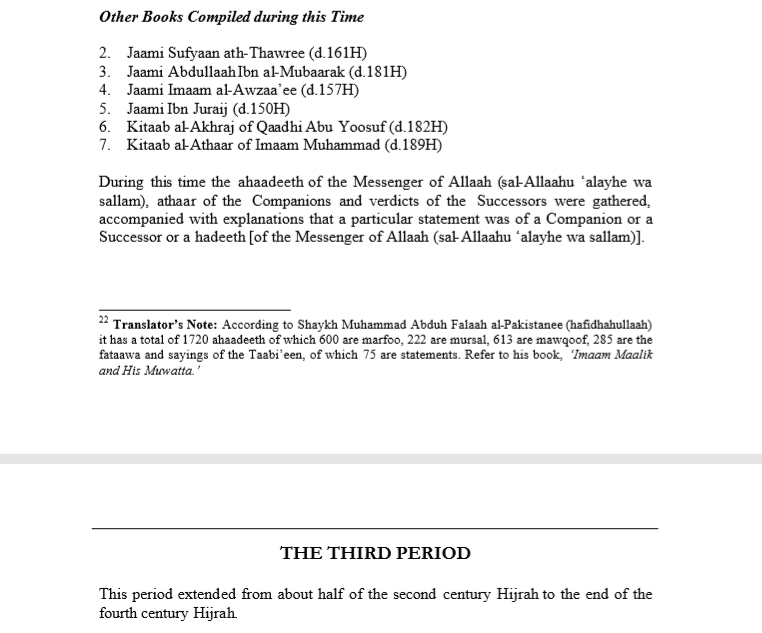 Other Books Compiled during this Time
2. Jaami Sufyaan ath-Thawree (d.161H)
3. Jaami Abdullaah Ibn al-Mubaarak (d.181H)
4. Jaami Imaam al-Awzaa'ee (d.157H)
5. Jaami Ibn Juraij (d.150H)
6. Kitaab al-Akhraj of Qaadhi Abu Yoosuf (d.182H)
7. Kitaab al-Athaar of Imaam Muhammad (d.189H)
During this time the ahaadeeth of the Messenger of Allaah (sal-Allaahu 'alayhe wa
sallam), athaar of the Companions and verdicts of the Successors were gathered,
accompanied with explanations that a particular statement was of a Companion or a
Successor or a hadeeth [of the Messenger of Allaah (sal-Allaahu 'alayhe wa sallam)].
22 Translator's Note: According to Shaykh Muhammad Abduh Falaah al-Pakistanee (hafidhahullaah)
it has a total of 1720 ahaadeeth of which 600 are marfoo, 222 are mursal, 613 are mawqoof, 285 are the
fataawa and sayings of the Taabi'een, of which 75 are statements. Refer to his book, 'Imaam Maalik
and His Muwatta.'
THE THIRD PERIOD
This period extended from about half of the second century Hijrah to the end of the
fourth century Hijrah.